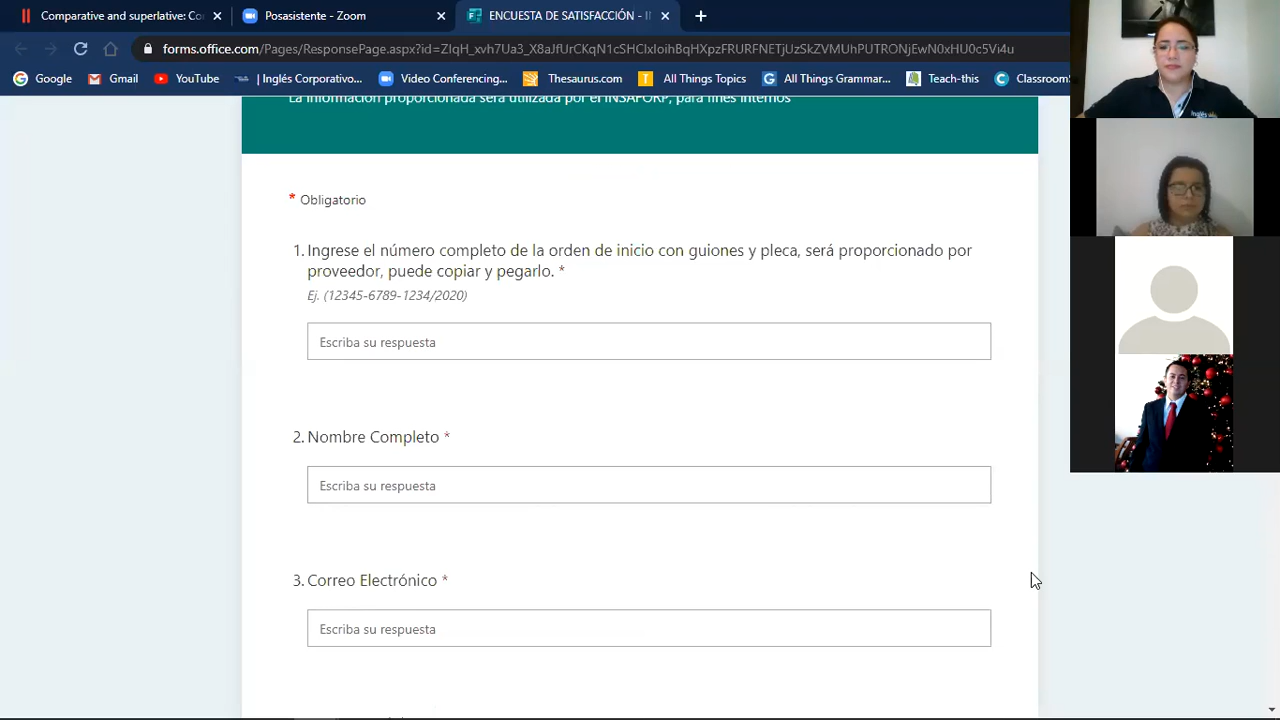 Comparative and superlative: Co
Posasistente - Zoom
ENCUESTA DE SATISFACCIÓN - I
forms.office.com/Pages/ResponsePage.aspx?id=ZIqH_xvh7Ua3_X8aJfUrCKqN1cSHClxIoihBqHXpzFRURFNETjUzSkZVMUhPUTRONjEwN0xHU0c5Vi4u
Google
Gmail
YouTube
| Inglés Corporativo...
Video Conferencing...
Thesaurus.com
All Things Topics
All Things Grammar...
Teach-this
ClassroomS
La información proporcionada será utilizada por el INSAFORP, para fines internos
* Obligatorio
1. Ingrese el número completo de la orden de inicio con guiones y pleca, será proporcionado por
proveedor, puede copiar y pegarlo. *
Ej. (12345-6789-1234/2020)
Escriba su respuesta
2. Nombre Completo *
Escriba su respuesta
3. Correo Electrónico *
Escriba su respuesta